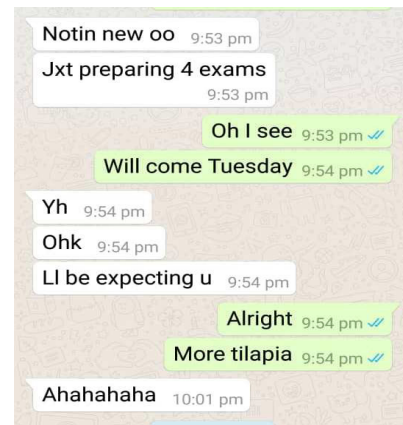 Notin new oo 9:53 pm
Jxt preparing 4 exams
9:53 pm
Oh I see 9:53 pm
Will come Tuesday 9:54 pm
Yh 9:54 pm
Ohk 9:54 pm
Ll be expecting u 9:54 pm
Alright 9:54 pm
More tilapia 9:54 pm
Ahahahaha 10:01 pm